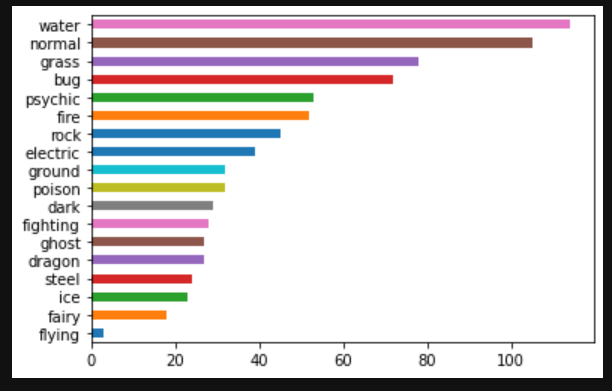 water
normal
grass
bug
psychic
fire
rock
electric
ground
poison
dark
fighting
ghost
dragon
steel
ice
fairy
flying
0 20 40 60 80 100